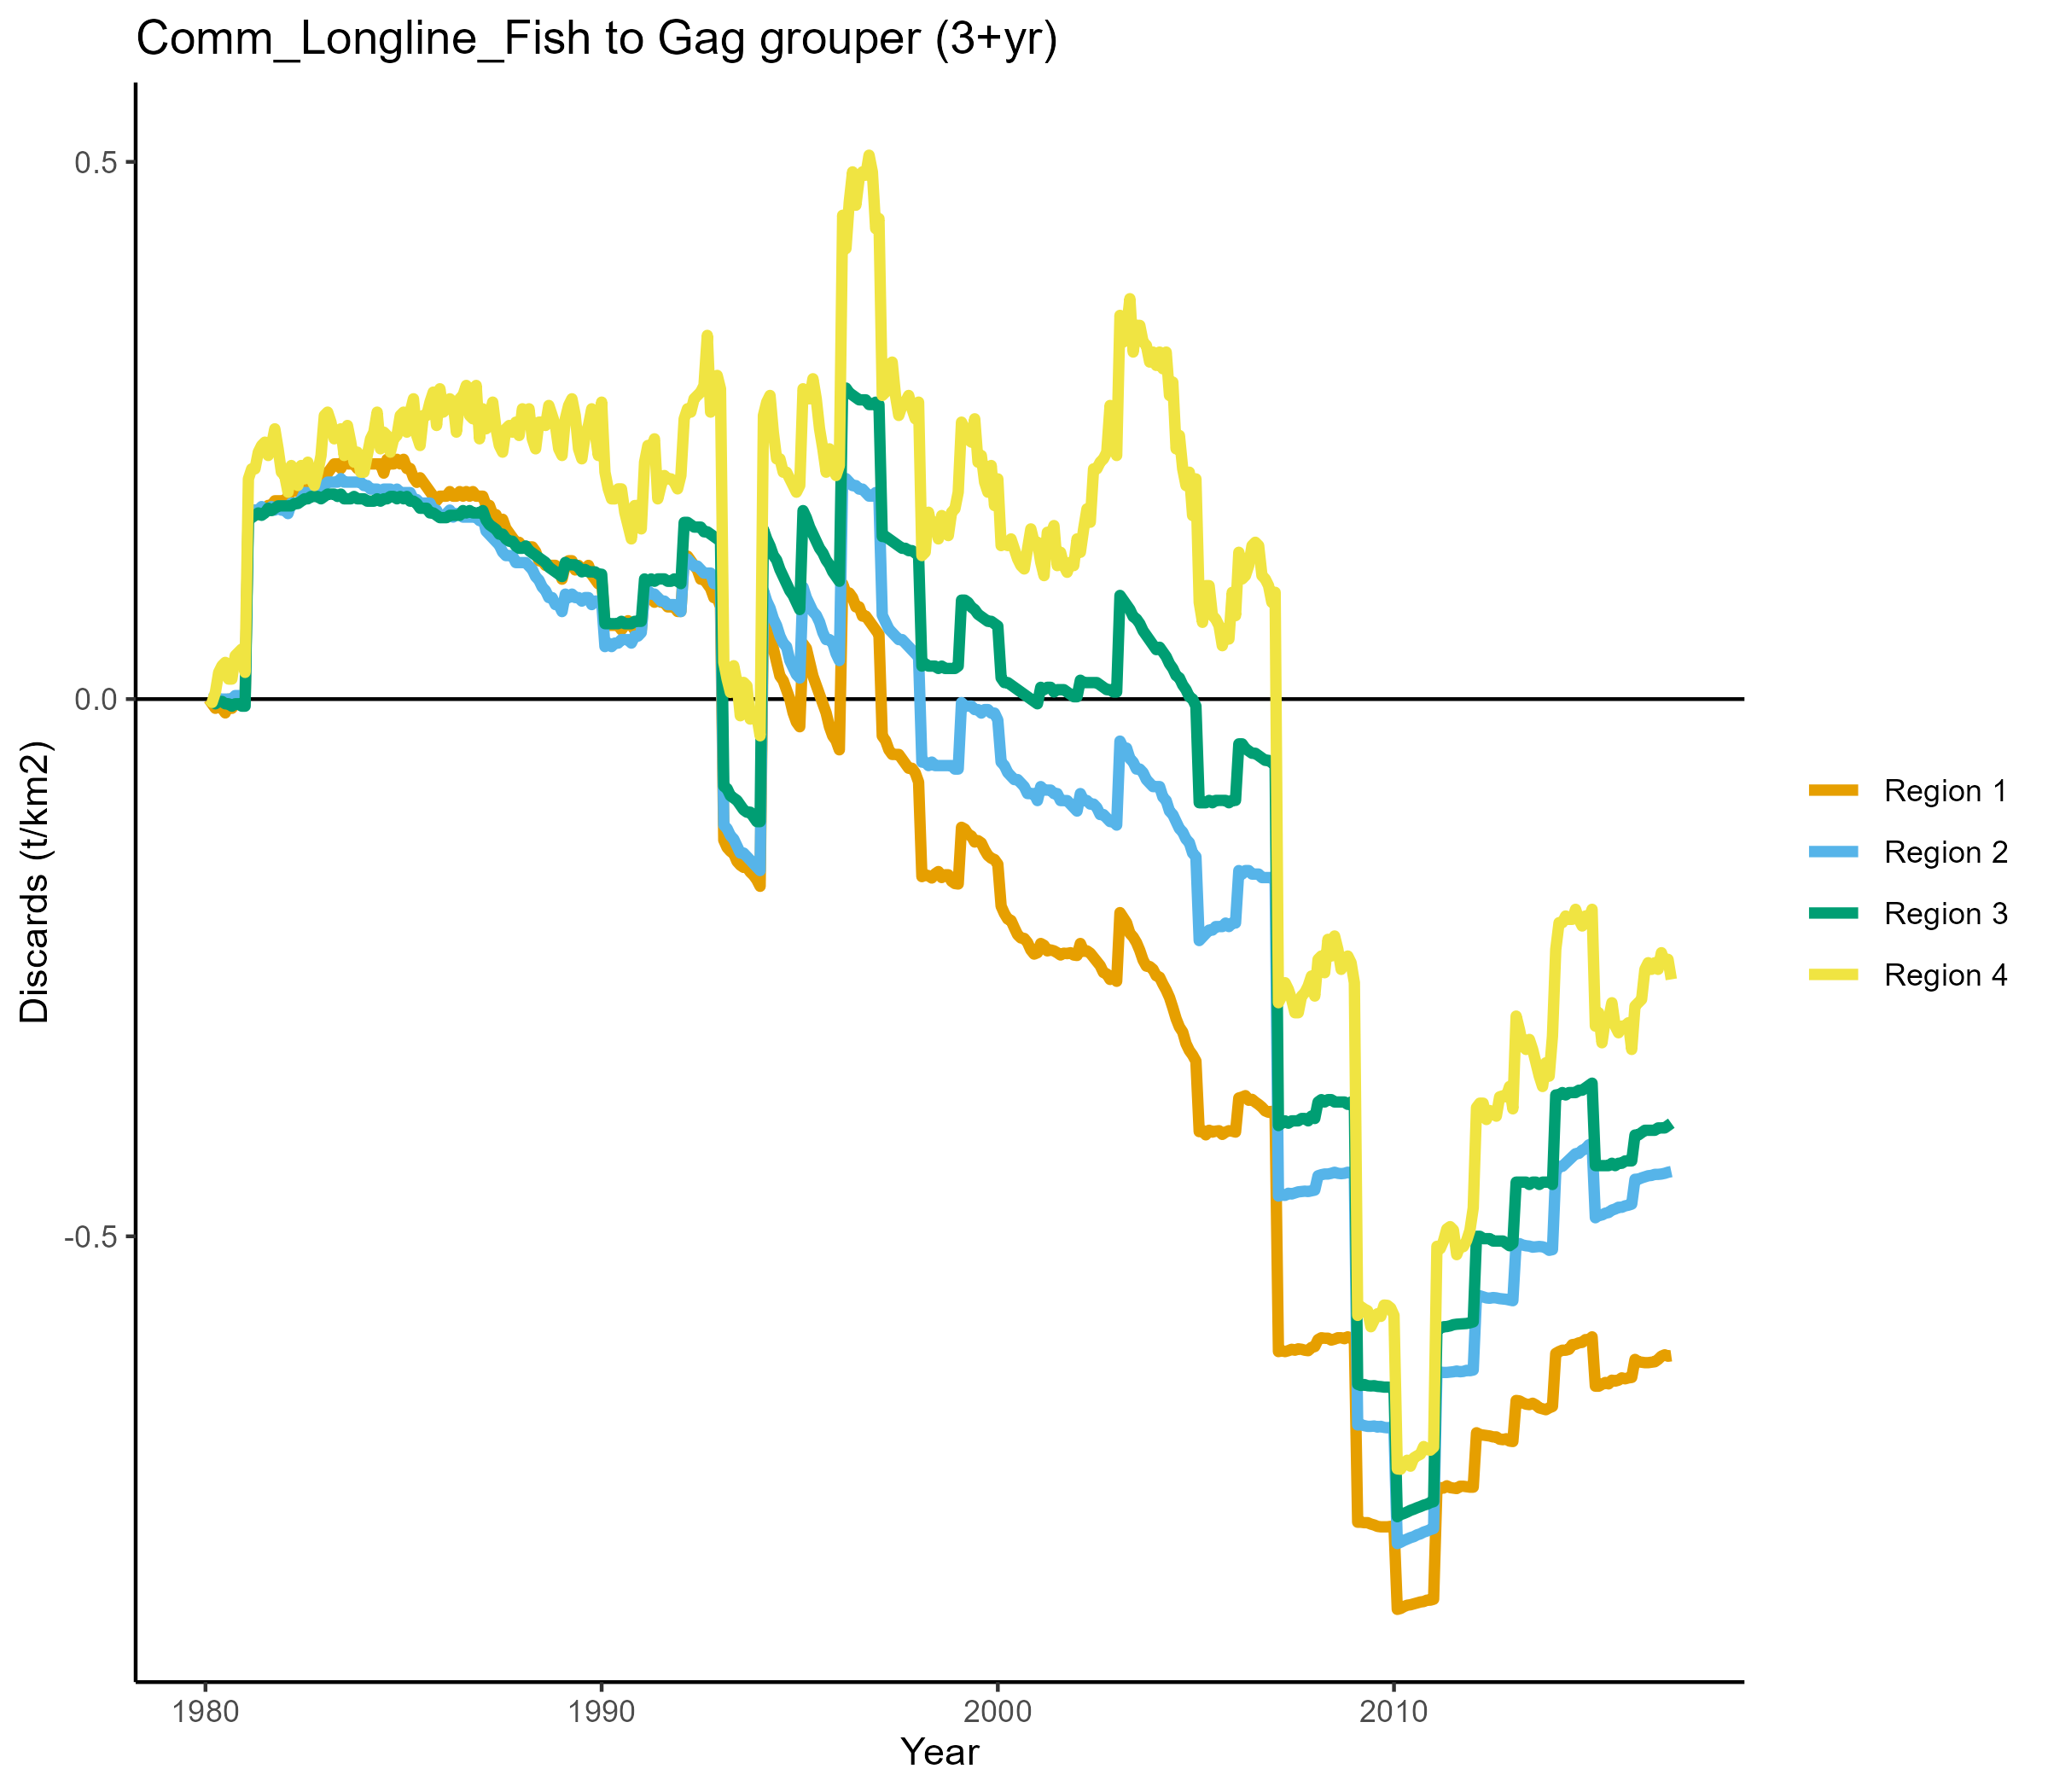 Comm_Longline_Fish to Gag grouper (3+yr)
0.5
0.0
-0.5
Discards (t/km2)
1980
1990
2000
2010
Year
Region 1
Region 2
Region 3
Region 4